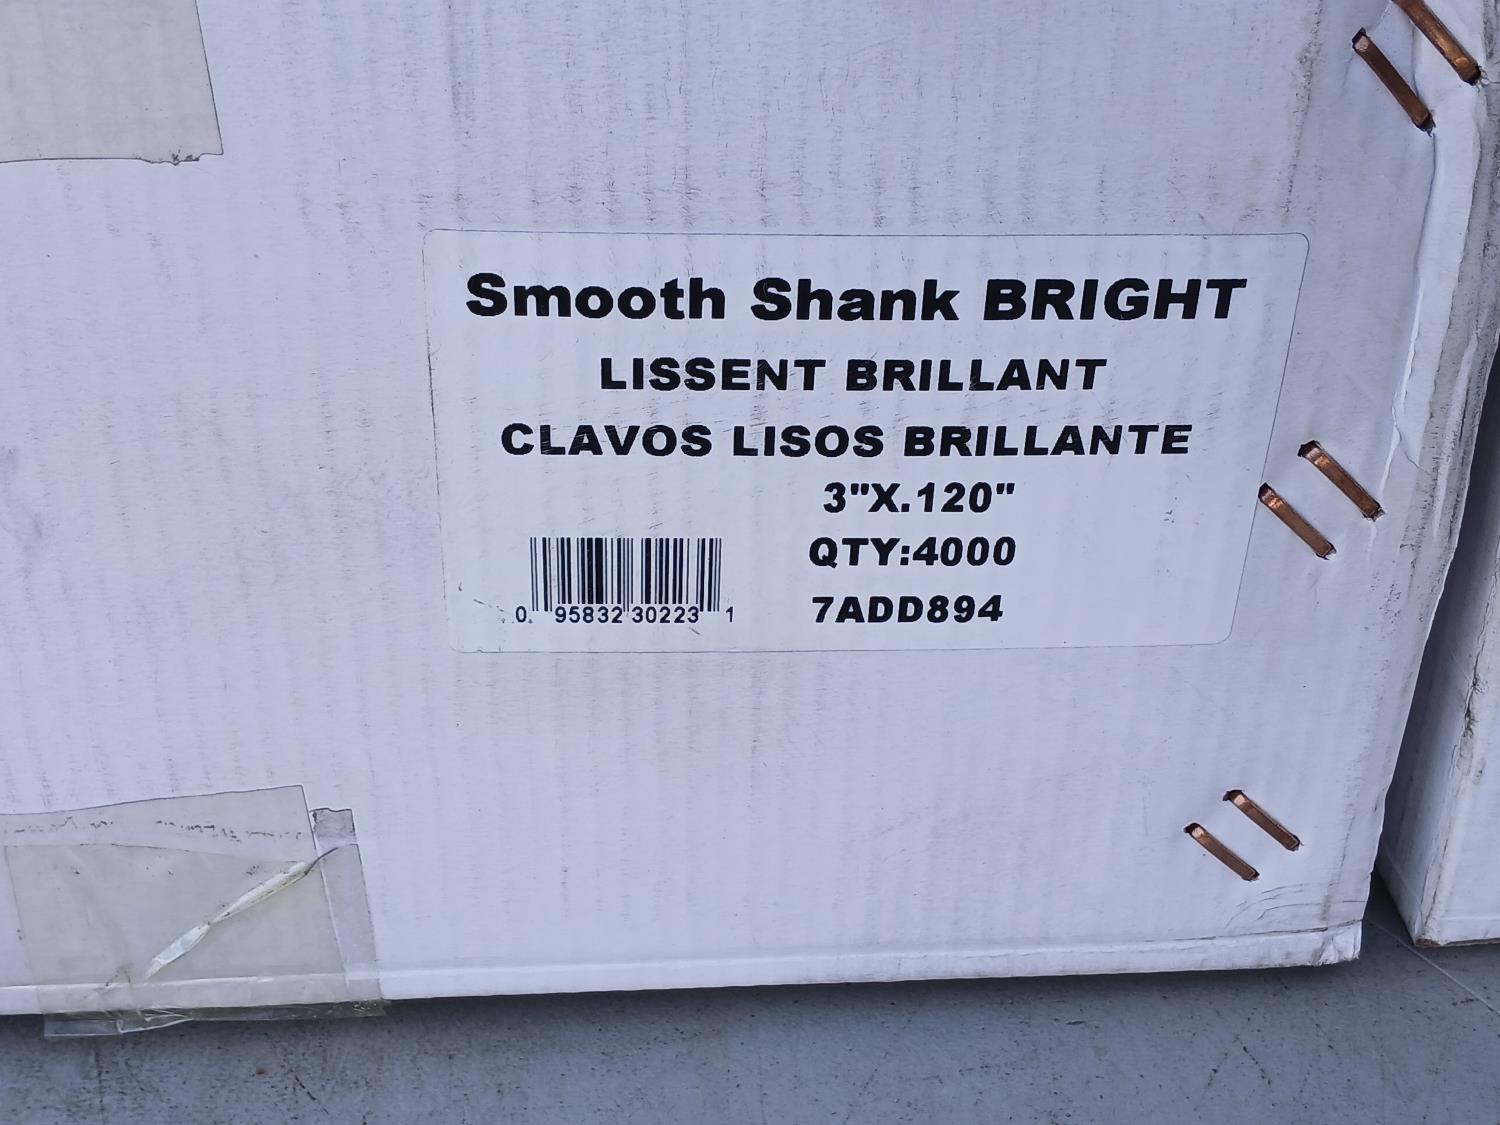 Smooth Shank BRIGHT
LISSENT BRILLANT
CLAVOS LISOS BRILLANTE
3"X.120"
QTY:4000
7ADD894
0 95832 30223 1